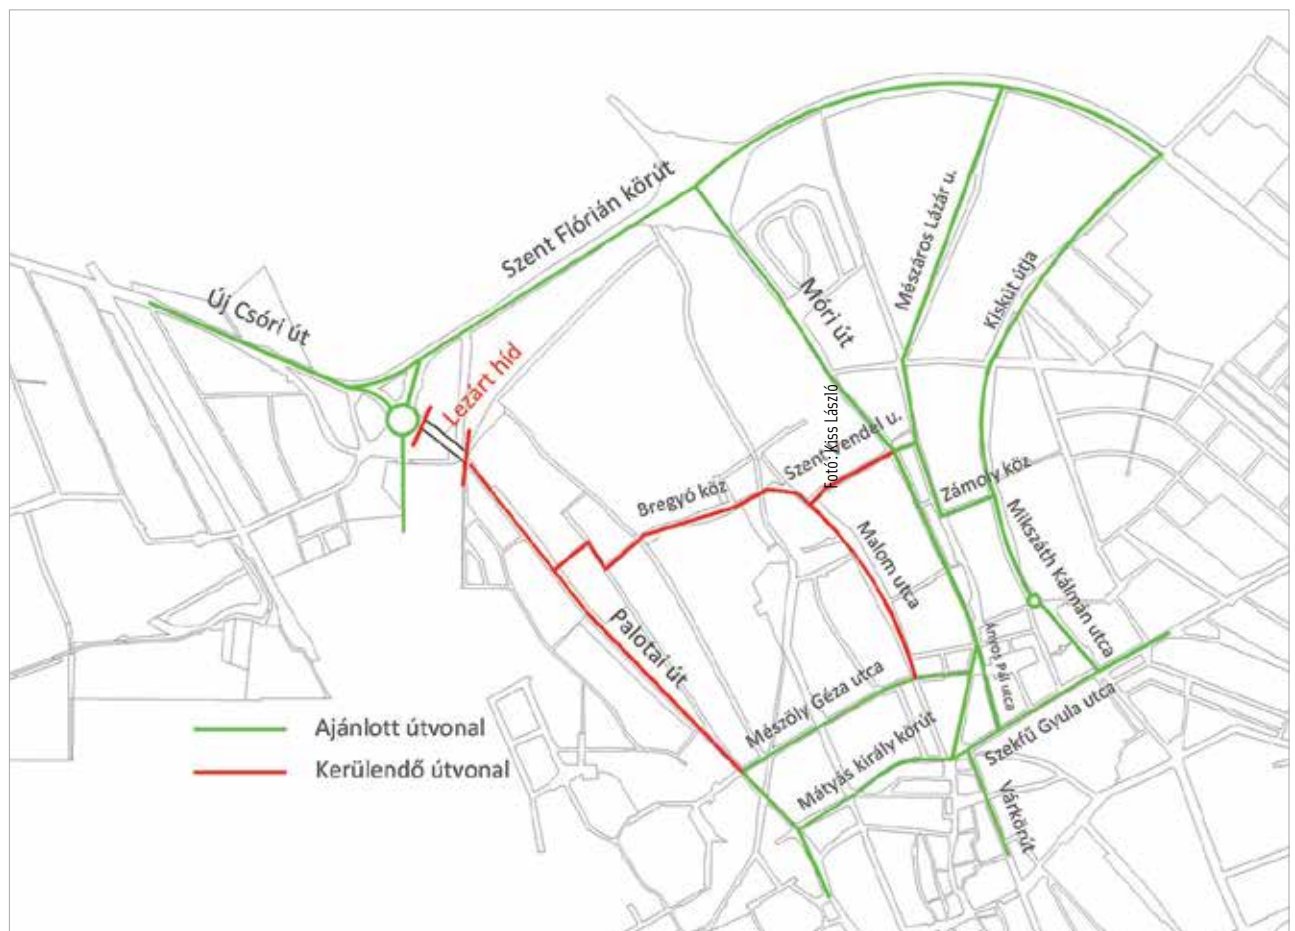 Szent Flórián körút
Mészáros Lázár u.
Kiskút útja
Új Csóri út
Móri út
Lezárt híd
Fotó: Kiss László
Szent Vendel u.
Zámoly köz
Bregyó köz
Mikszáth Kálmán utca
Malom utca
Palotai út
Mészöly Géza utca
Pál utca
Szekfű Gyula utca
Mátyás király körút
Várkörút
Ajánlott útvonal
Kerülendő útvonal